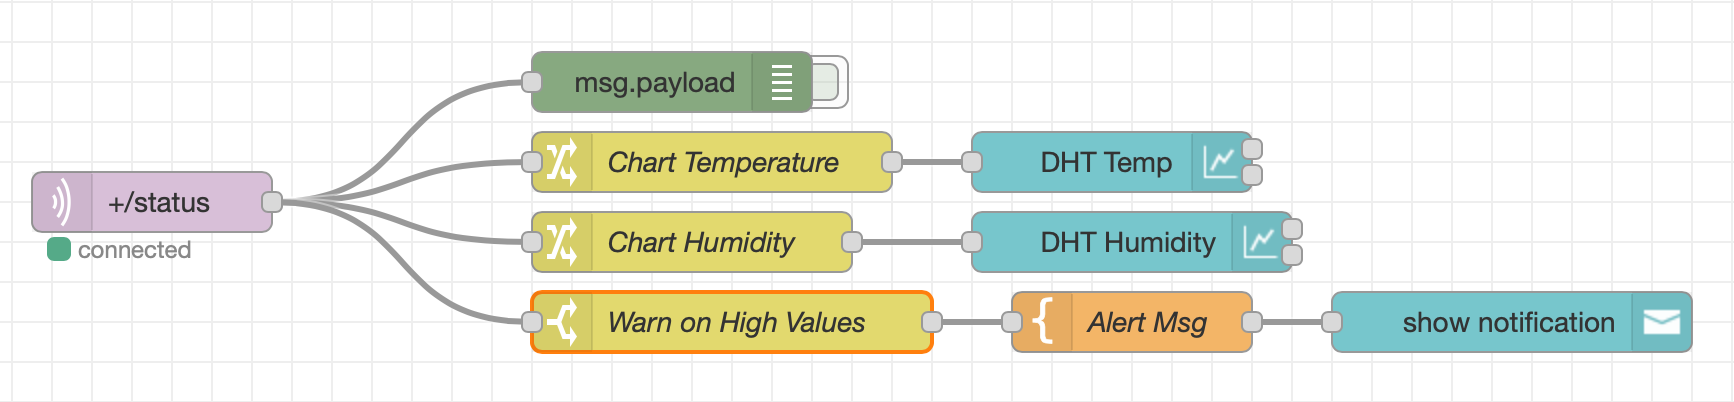 msg.payload
Chart Temperature
DHT Temp
+/status
connected
Chart Humidity
DHT Humidity
Warn on High Values
Alert Msg
show notification